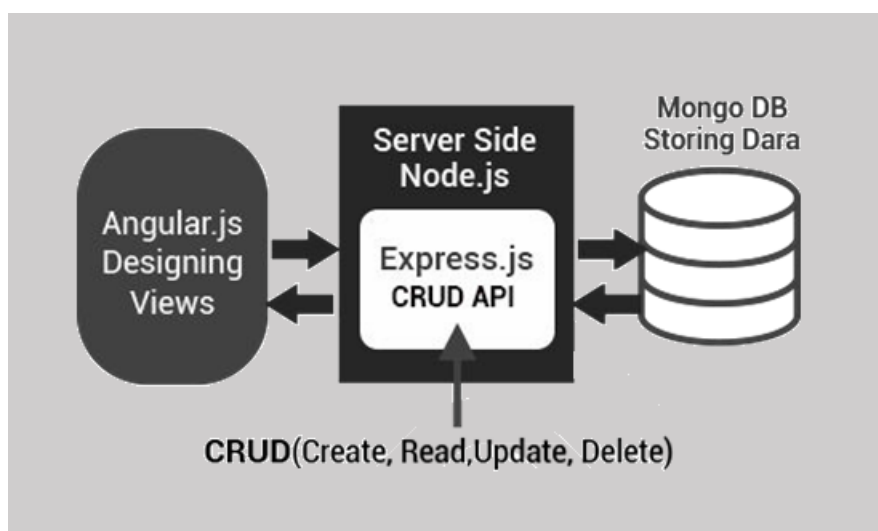 Angular.js
Designing
Views
Server Side
Node.js
Express.js
CRUD API
Mongo DB
Storing Dara
CRUD(Create, Read,Update, Delete)